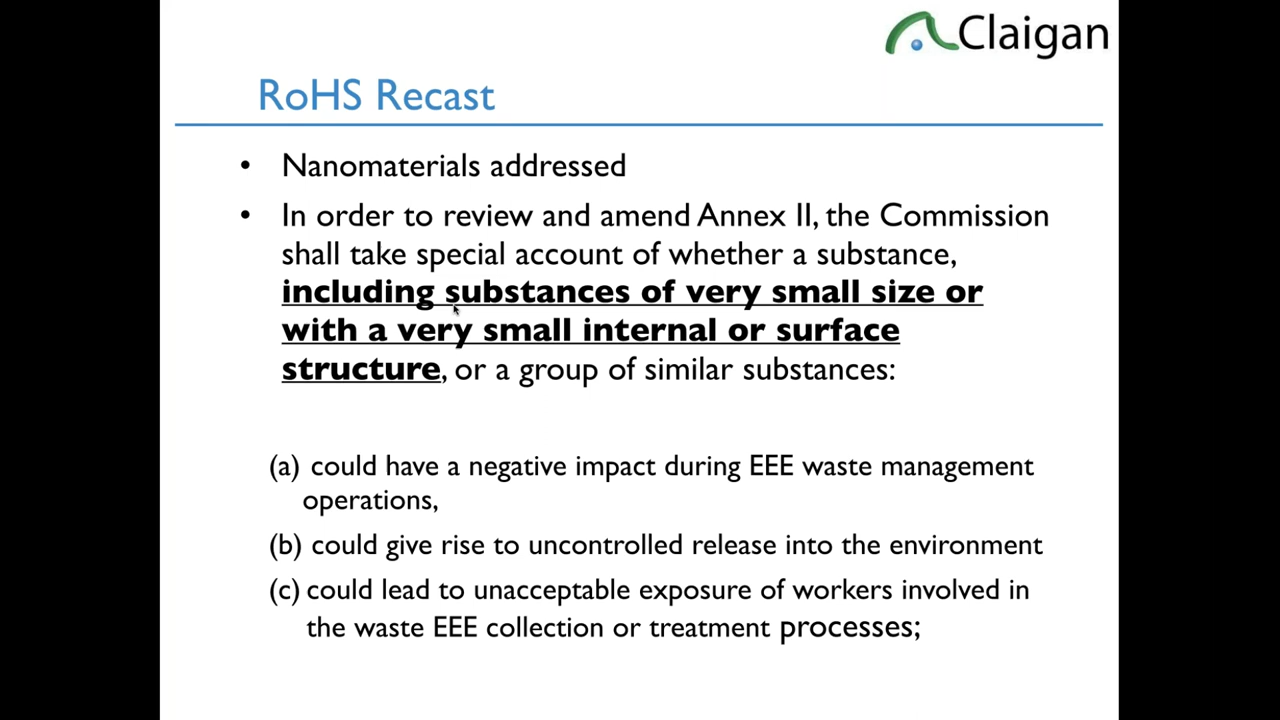 Claigan
RoHS Recast
• Nanomaterials addressed
• In order to review and amend Annex II, the Commission
shall take special account of whether a substance,
including substances of very small size or
with a very small internal or surface
structure, or a group of similar substances:
(a) could have a negative impact during EEE waste management
operations,
(b) could give rise to uncontrolled release into the environment
(c) could lead to unacceptable exposure of workers involved in
the waste EEE collection or treatment processes;